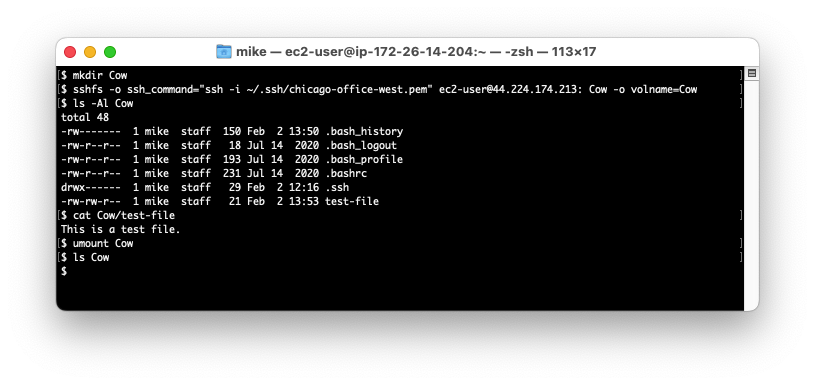 mike — ec2-user@ip-172-26-14-204:~ — -zsh — 113×17
[$ mkdir Cow ]
[$ sshfs -o ssh_command="ssh -i ~/.ssh/chicago-office-west.pem" ec2-user@44.224.174.213: Cow -o volname=Cow ]
[$ ls -Al Cow ]
total 48
-rw-------  1 mike  staff  150 Feb  2 13:50 .bash_history
-rw-r--r--  1 mike  staff   18 Jul 14  2020 .bash_logout
-rw-r--r--  1 mike  staff  193 Jul 14  2020 .bash_profile
-rw-r--r--  1 mike  staff  231 Jul 14  2020 .bashrc
drwx------  1 mike  staff   29 Feb  2 12:16 .ssh
-rw-rw-r--  1 mike  staff   21 Feb  2 13:53 test-file
[$ cat Cow/test-file ]
This is a test file.
[$ umount Cow ]
[$ ls Cow ]
$